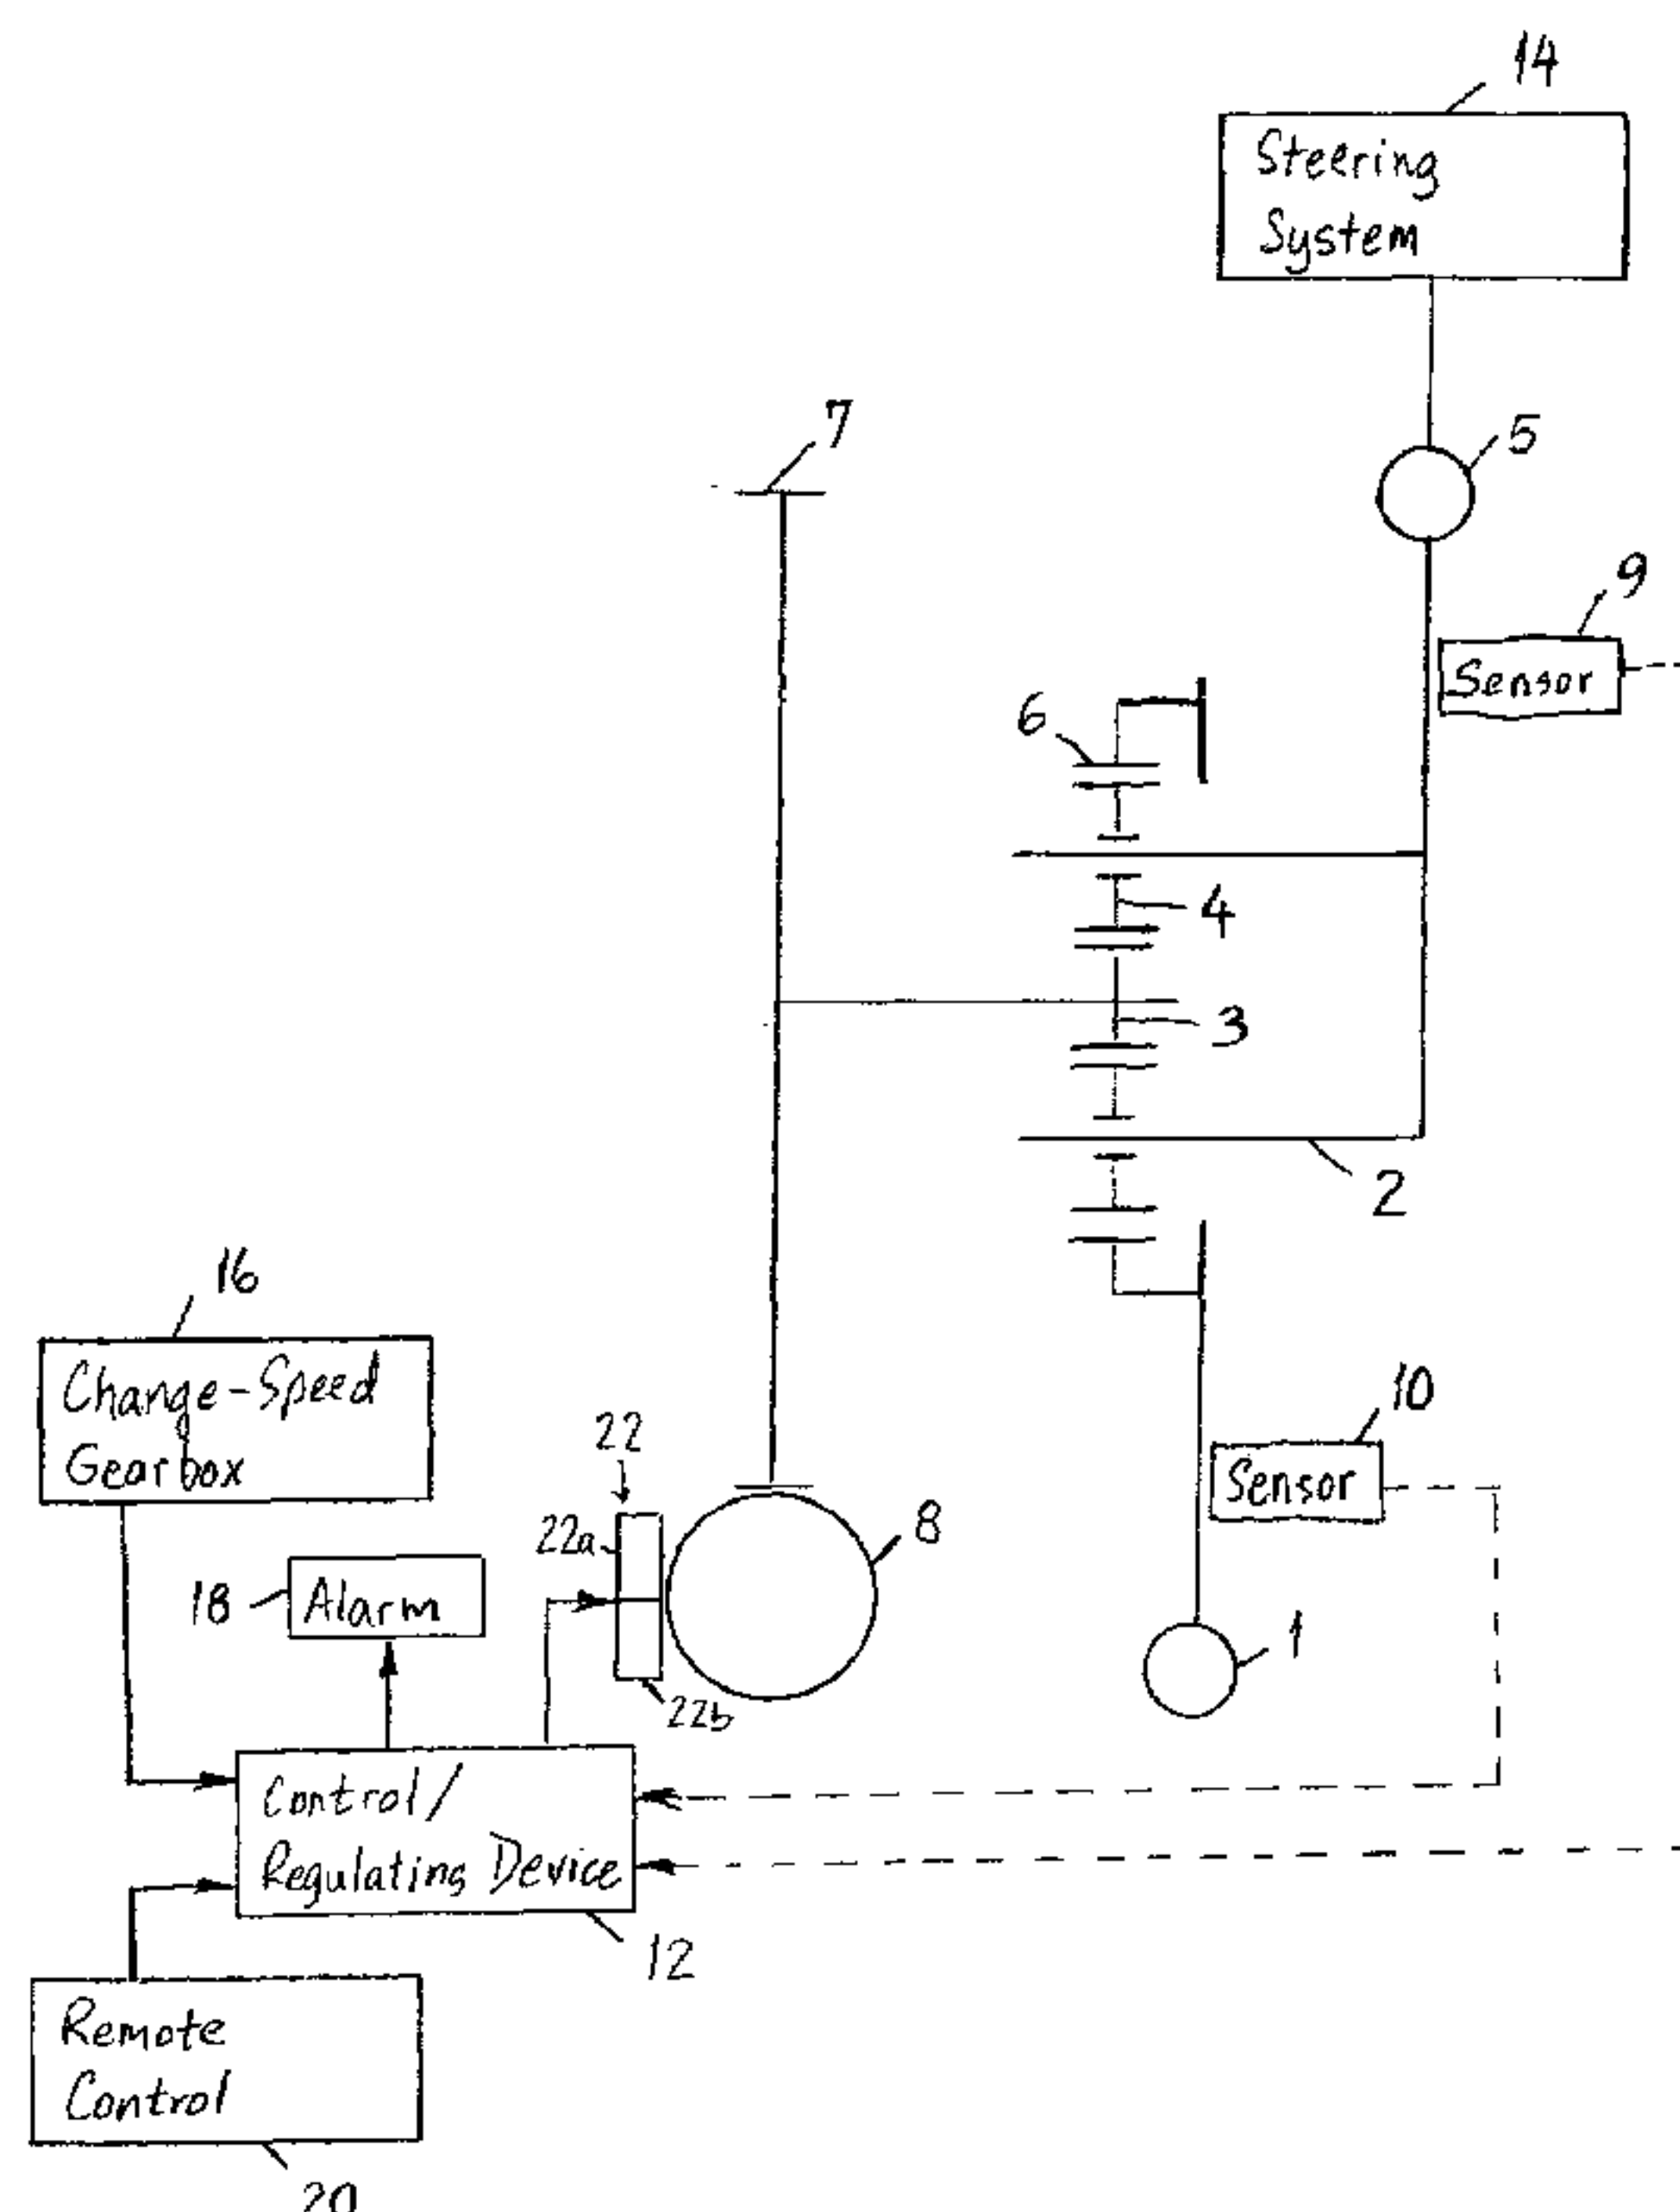 14
Steering
System
7
5
9
Sensor
6
4
3
2
16
Change-Speed
Gearbox
10
Sensor
22
22a
8
18
Alarm
1
22b
Control/
Regulating Device
12
Remote
Control
20